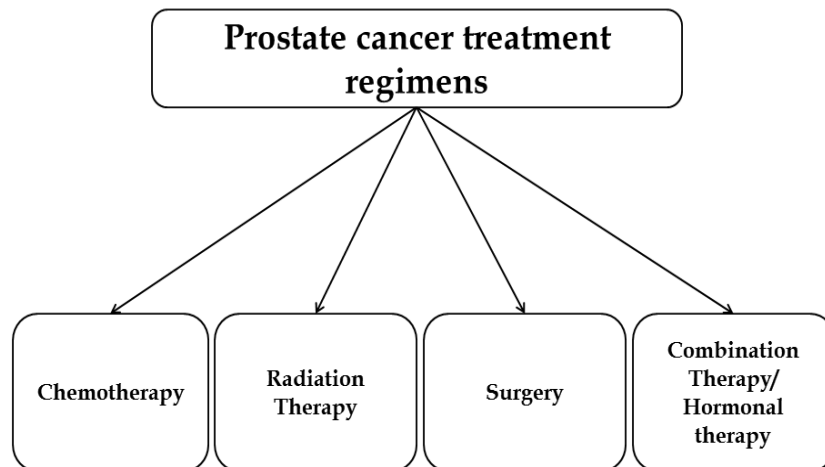 Prostate cancer treatment
regimens
Chemotherapy
Radiation
Therapy
Surgery
Combination
Therapy/
Hormonal
therapy